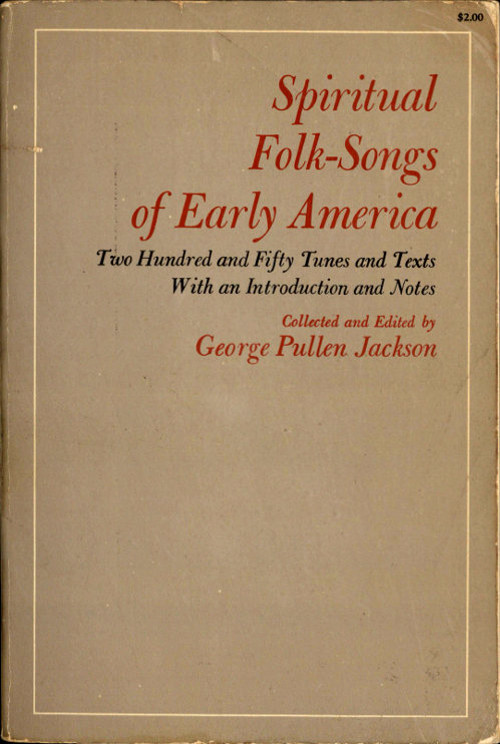 $2.00
Spiritual
Folk-Songs
of Early America
Two Hundred and Fifty Tunes and Texts
With an Introduction and Notes
Collected and Edited by
George Pullen Jackson